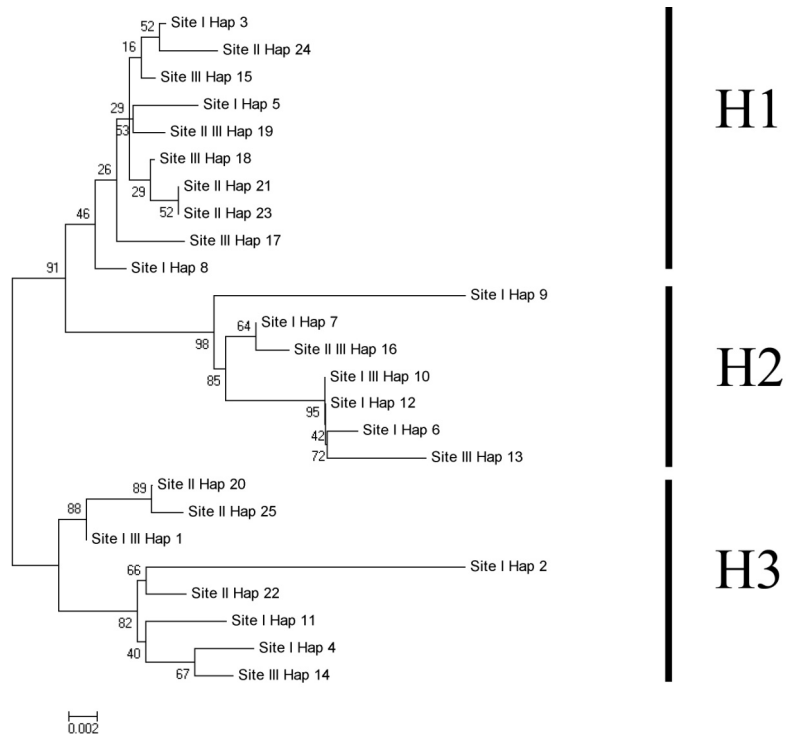 Site I Hap 3
52
Site II Hap 24
16
Site III Hap 15
Site I Hap 5
29
53
Site II III Hap 19
Site III Hap 18
26
Site II Hap 21
29
52
Site II Hap 23
46
Site III Hap 17
Site I Hap 8
91
H1
Site I Hap 9
Site I Hap 7
64
98
Site II III Hap 16
85
Site I III Hap 10
Site I Hap 12
95
Site I Hap 6
42
72
Site III Hap 13
H2
Site II Hap 20
89
88
Site II Hap 25
Site I III Hap 1
Site I Hap 2
66
Site II Hap 22
82
Site I Hap 11
40
Site I Hap 4
67
Site III Hap 14
H3
0.002